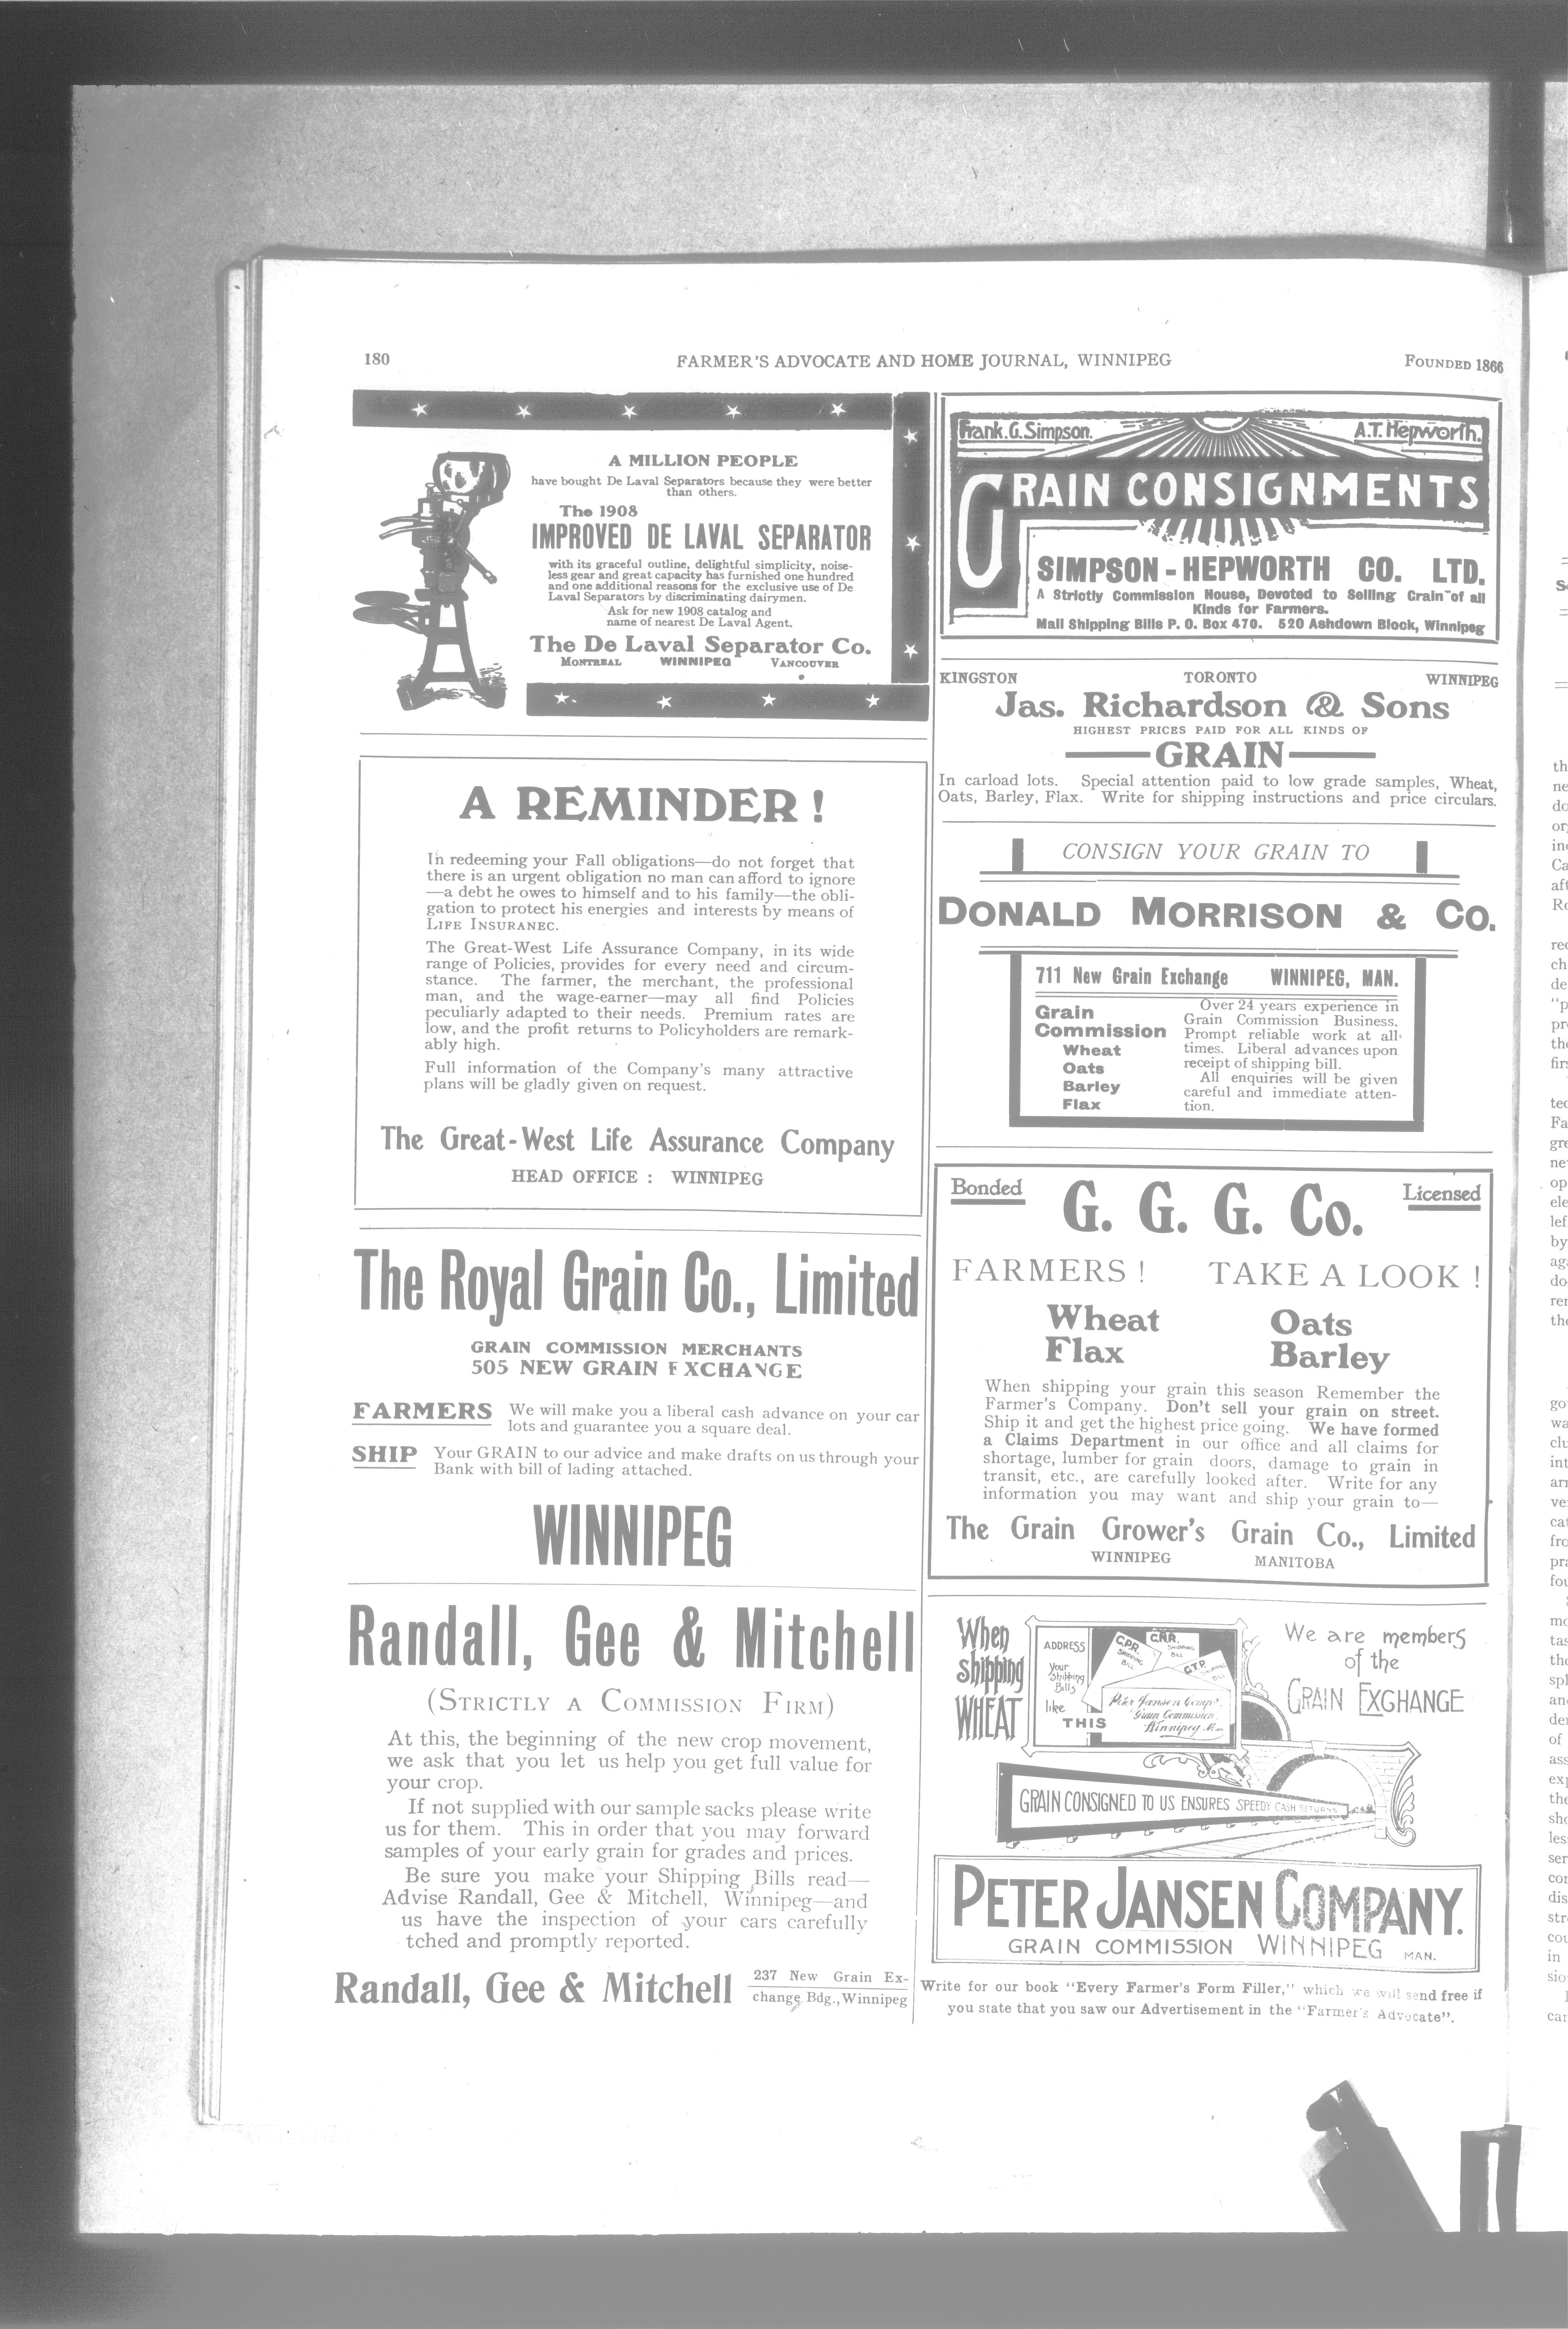 180
FARMER'S ADVOCATE AND HOME JOURNAL, WINNIPEG
FOUNDED 1866
A MILLION PEOPLE
have bought De Laval Separators because they were better
than others.
The 1908
IMPROVED DE LAVAL SEPARATOR
with its graceful outline, delightful simplicity, noise-
less gear and great capacity has furnished one hundred
and one additional reasons for the exclusive use of De
Laval Separators by discriminating dairymen.
Ask for new 1908 catalog and
name of nearest De Laval Agent.
The De Laval Separator Co.
MONTREAL WINNIPEG VANCOUVER
A REMINDER!
In redeeming your Fall obligations—do not forget that
there is an urgent obligation no man can afford to ignore
—a debt he owes to himself and to his family—the obli-
gation to protect his energies and interests by means of
LIFE INSURANEC.
The Great-West Life Assurance Company, in its wide
range of Policies, provides for every need and circum-
stance. The farmer, the merchant, the professional
man, and the wage-earner—may all find Policies
peculiarly adapted to their needs. Premium rates are
low, and the profit returns to Policyholders are remark-
ably high.
Full information of the Company's many attractive
plans will be gladly given on request.
The Great-West Life Assurance Company
HEAD OFFICE : WINNIPEG
The Royal Grain Co., Limited
GRAIN COMMISSION MERCHANTS
505 NEW GRAIN EXCHANGE
FARMERS We will make you a liberal cash advance on your car
lots and guarantee you a square deal.
SHIP Your GRAIN to our advice and make drafts on us through your
Bank with bill of lading attached.
WINNIPEG
Randall, Gee & Mitchell
(STRICTLY A COMMISSION FIRM)
At this, the beginning of the new crop movement,
we ask that you let us help you get full value for
your crop.
If not supplied with our sample sacks please write
us for them. This in order that you may forward
samples of your early grain for grades and prices.
Be sure you make your Shipping Bills read—
Advise Randall, Gee & Mitchell, Winnipeg—and
us have the inspection of your cars carefully
tched and promptly reported.
Randall, Gee & Mitchell
237 New Grain Ex-
change Bdg., Winnipeg
Frank.G.Simpson. A.T.Hepworth.
GRAIN CONSIGNMENTS
SIMPSON-HEPWORTH CO. LTD.
A Strictly Commission House, Devoted to Selling Grain of all
Kinds for Farmers.
Mail Shipping Bills P. O. Box 470. 520 Ashdown Block, Winnipeg
KINGSTON TORONTO WINNIPEG
Jas. Richardson & Sons
HIGHEST PRICES PAID FOR ALL KINDS OF
GRAIN
In carload lots. Special attention paid to low grade samples, Wheat,
Oats, Barley, Flax. Write for shipping instructions and price circulars.
CONSIGN YOUR GRAIN TO
DONALD MORRISON & CO.
711 New Grain Exchange WINNIPEG, MAN.
Grain
Commission
Wheat
Oats
Barley
Flax
Over 24 years experience in
Grain Commission Business.
Prompt reliable work at all
times. Liberal advances upon
receipt of shipping bill.
All enquiries will be given
careful and immediate atten-
tion.
Bonded G. G. G. Co. Licensed
FARMERS! TAKE A LOOK!
Wheat Oats
Flax Barley
When shipping your grain this season Remember the
Farmer's Company. Don't sell your grain on street.
Ship it and get the highest price going. We have formed
a Claims Department in our office and all claims for
shortage, lumber for grain doors, damage to grain in
transit, etc., are carefully looked after. Write for any
information you may want and ship your grain to—
The Grain Grower's Grain Co., Limited
WINNIPEG MANITOBA
When
shipping
WHEAT
ADDRESS
your
Shipping
Bills
like
THIS
C.P.R.
SHIPPING
BILL
C.N.R.
SHIPPING
BILL
G.T.P.
SHIPPING
BILL
Peter Jansen Compy.
Grain Commission
Winnipeg Man
We are members
of the
GRAIN EXGHANGE
GRAIN CONSIGNED TO US ENSURES SPEEDY CASH RETURNS
PETER JANSEN COMPANY.
GRAIN COMMISSION WINNIPEG MAN.
Write for our book "Every Farmer's Form Filler," which we will send free if
you state that you saw our Advertisement in the "Farmer's Advocate".